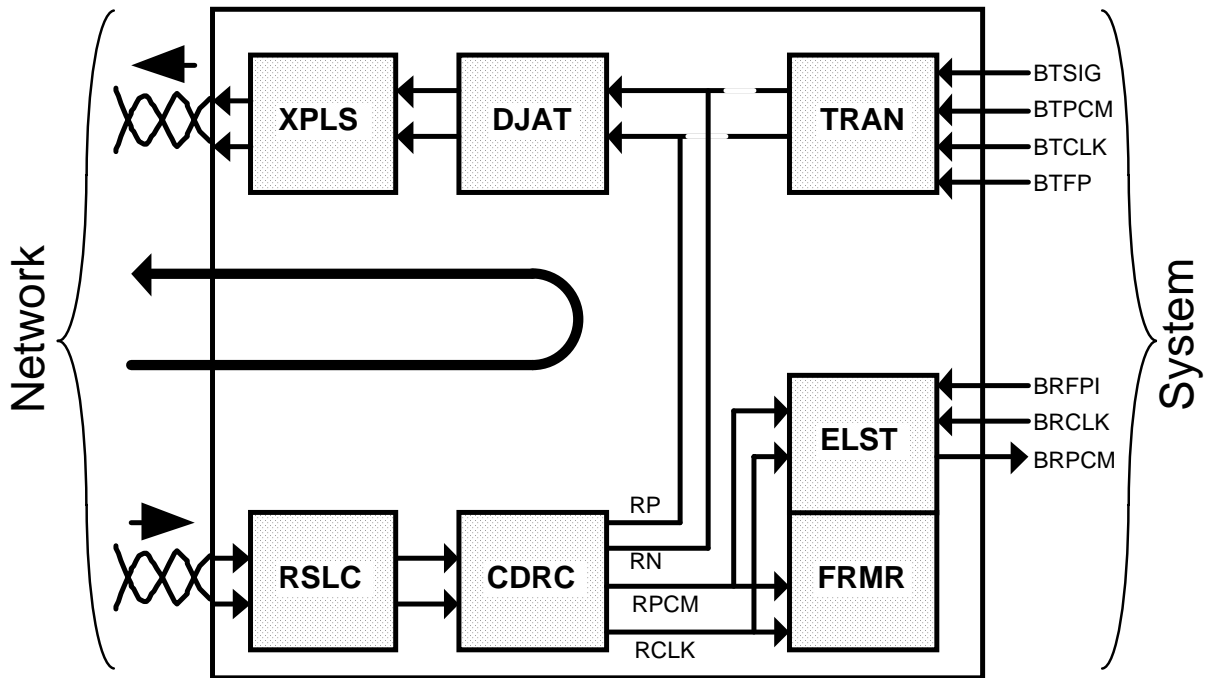 BTSIG
XPLS
DJAT
TRAN
BTPCM
BTCLK
BTFP
Network
System
BRFPI
BRCLK
ELST
BRPCM
RP
RN
RSLC
CDRC
FRMR
RPCM
RCLK